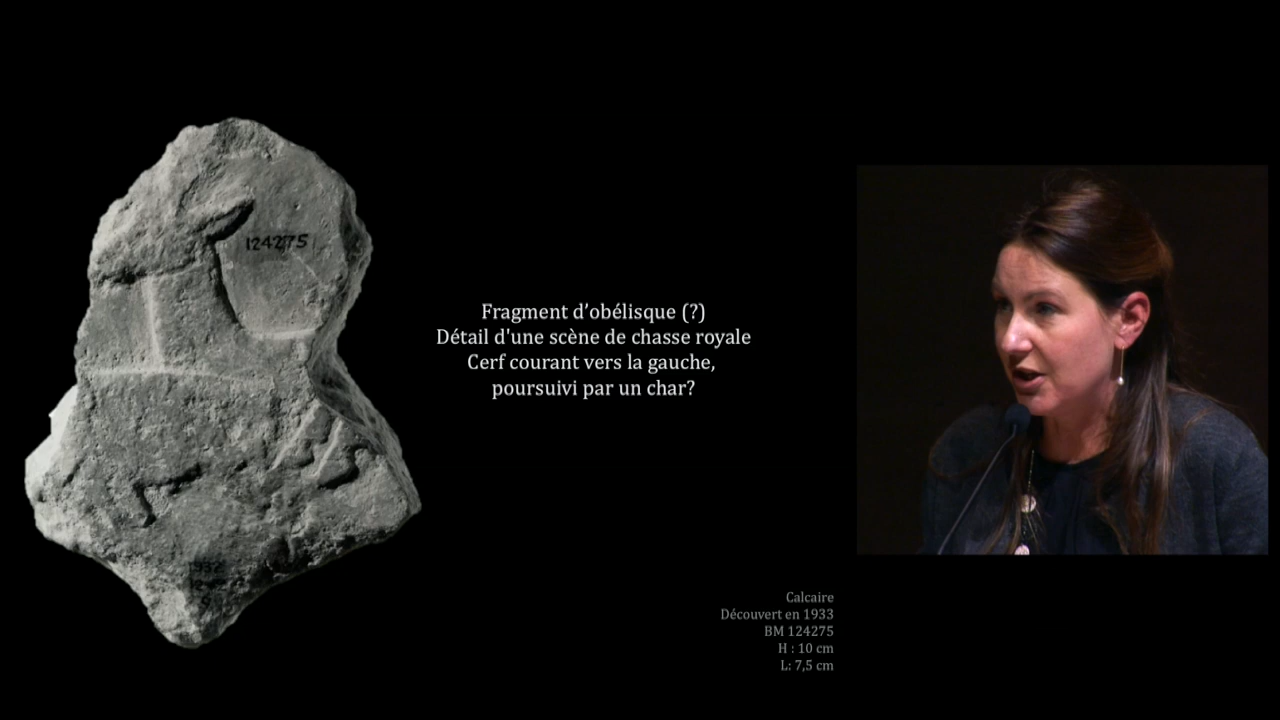 124275
Fragment d’obélisque (?)
Détail d'une scène de chasse royale
Cerf courant vers la gauche,
poursuivi par un char?
1932
Calcaire
Découvert en 1933
BM 124275
H : 10 cm
L: 7,5 cm